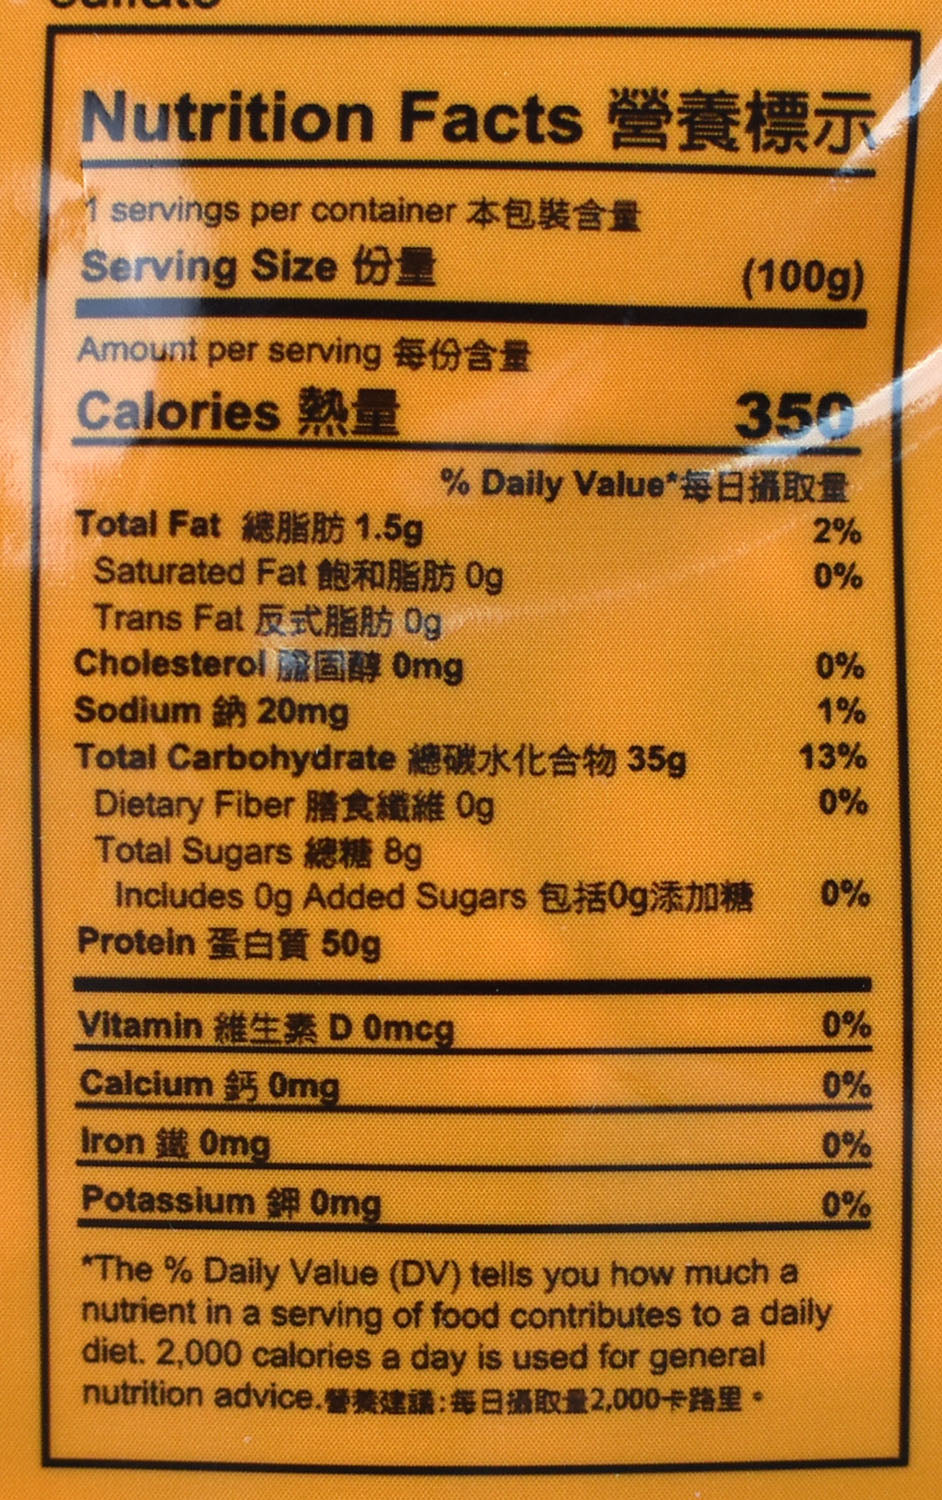 Nutrition Facts 營養標示
1 servings per container 本包裝含量
Serving Size 份量 (100g)
Amount per serving 每份含量
Calories 熱量 350
% Daily Value*每日攝取量
Total Fat 總脂肪 1.5g 2%
Saturated Fat 飽和脂肪 0g 0%
Trans Fat 反式脂肪 0g
Cholesterol 膽固醇 0mg 0%
Sodium 鈉 20mg 1%
Total Carbohydrate 總碳水化合物 35g 13%
Dietary Fiber 膳食纖維 0g 0%
Total Sugars 總糖 8g
Includes 0g Added Sugars 包括0g添加糖 0%
Protein 蛋白質 50g
Vitamin 維生素 D 0mcg 0%
Calcium 鈣 0mg 0%
Iron 鐵 0mg 0%
Potassium 鉀 0mg 0%
*The % Daily Value (DV) tells you how much a
nutrient in a serving of food contributes to a daily
diet. 2,000 calories a day is used for general
nutrition advice.營養建議:每日攝取量2,000卡路里。